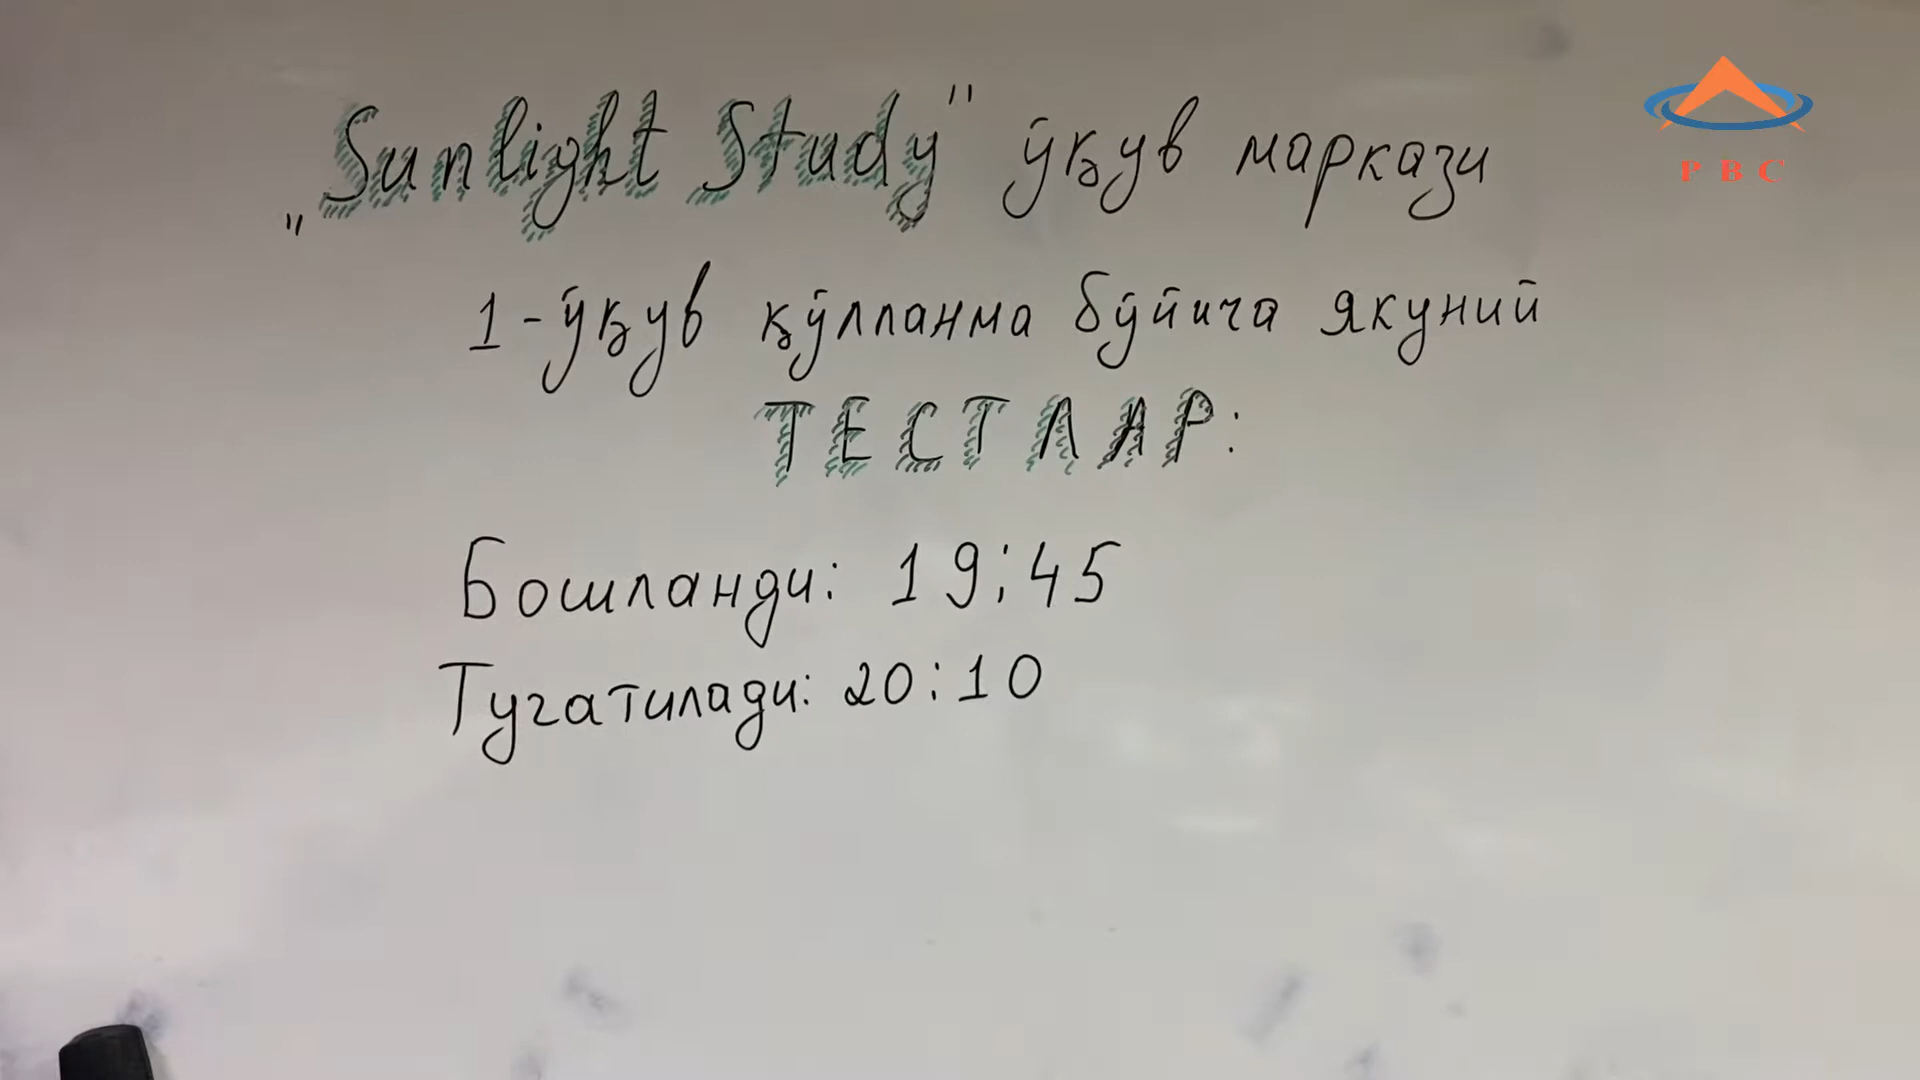 „Sunlight Study" ўқув маркази
PBC
1-ўқув қўлланма бўйича якуний
ТЕСТЛАР:
Бошланди: 19:45
Тугатилади: 20:10